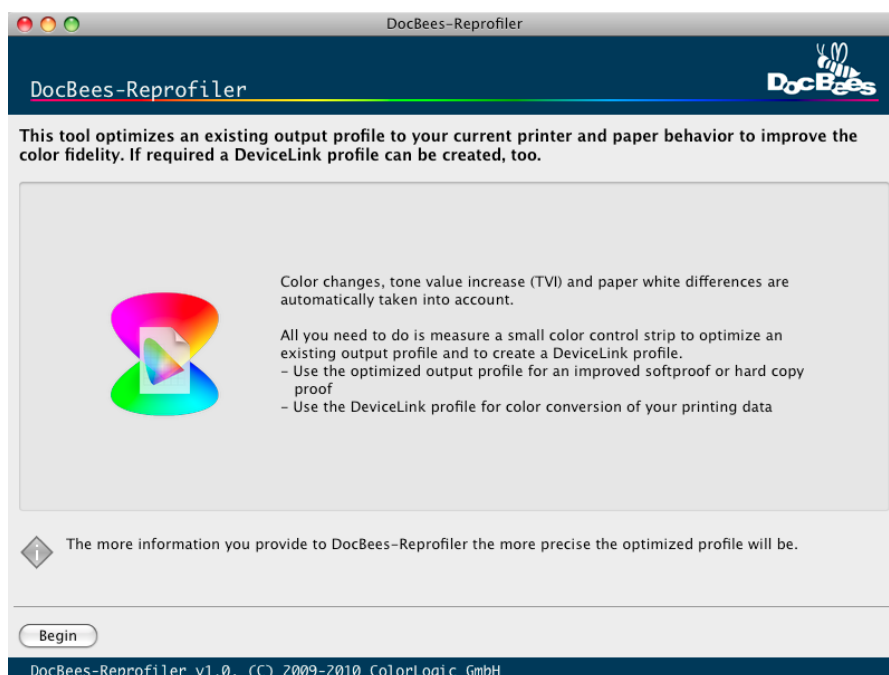 DocBees-Reprofiler
DocBees-Reprofiler
DocBees
This tool optimizes an existing output profile to your current printer and paper behavior to improve the
color fidelity. If required a DeviceLink profile can be created, too.
Color changes, tone value increase (TVI) and paper white differences are
automatically taken into account.
All you need to do is measure a small color control strip to optimize an
existing output profile and to create a DeviceLink profile.
– Use the optimized output profile for an improved softproof or hard copy
proof
– Use the DeviceLink profile for color conversion of your printing data
i
The more information you provide to DocBees-Reprofiler the more precise the optimized profile will be.
Begin
DocBees-Reprofiler v1.0, (C) 2009-2010 ColorLogic GmbH